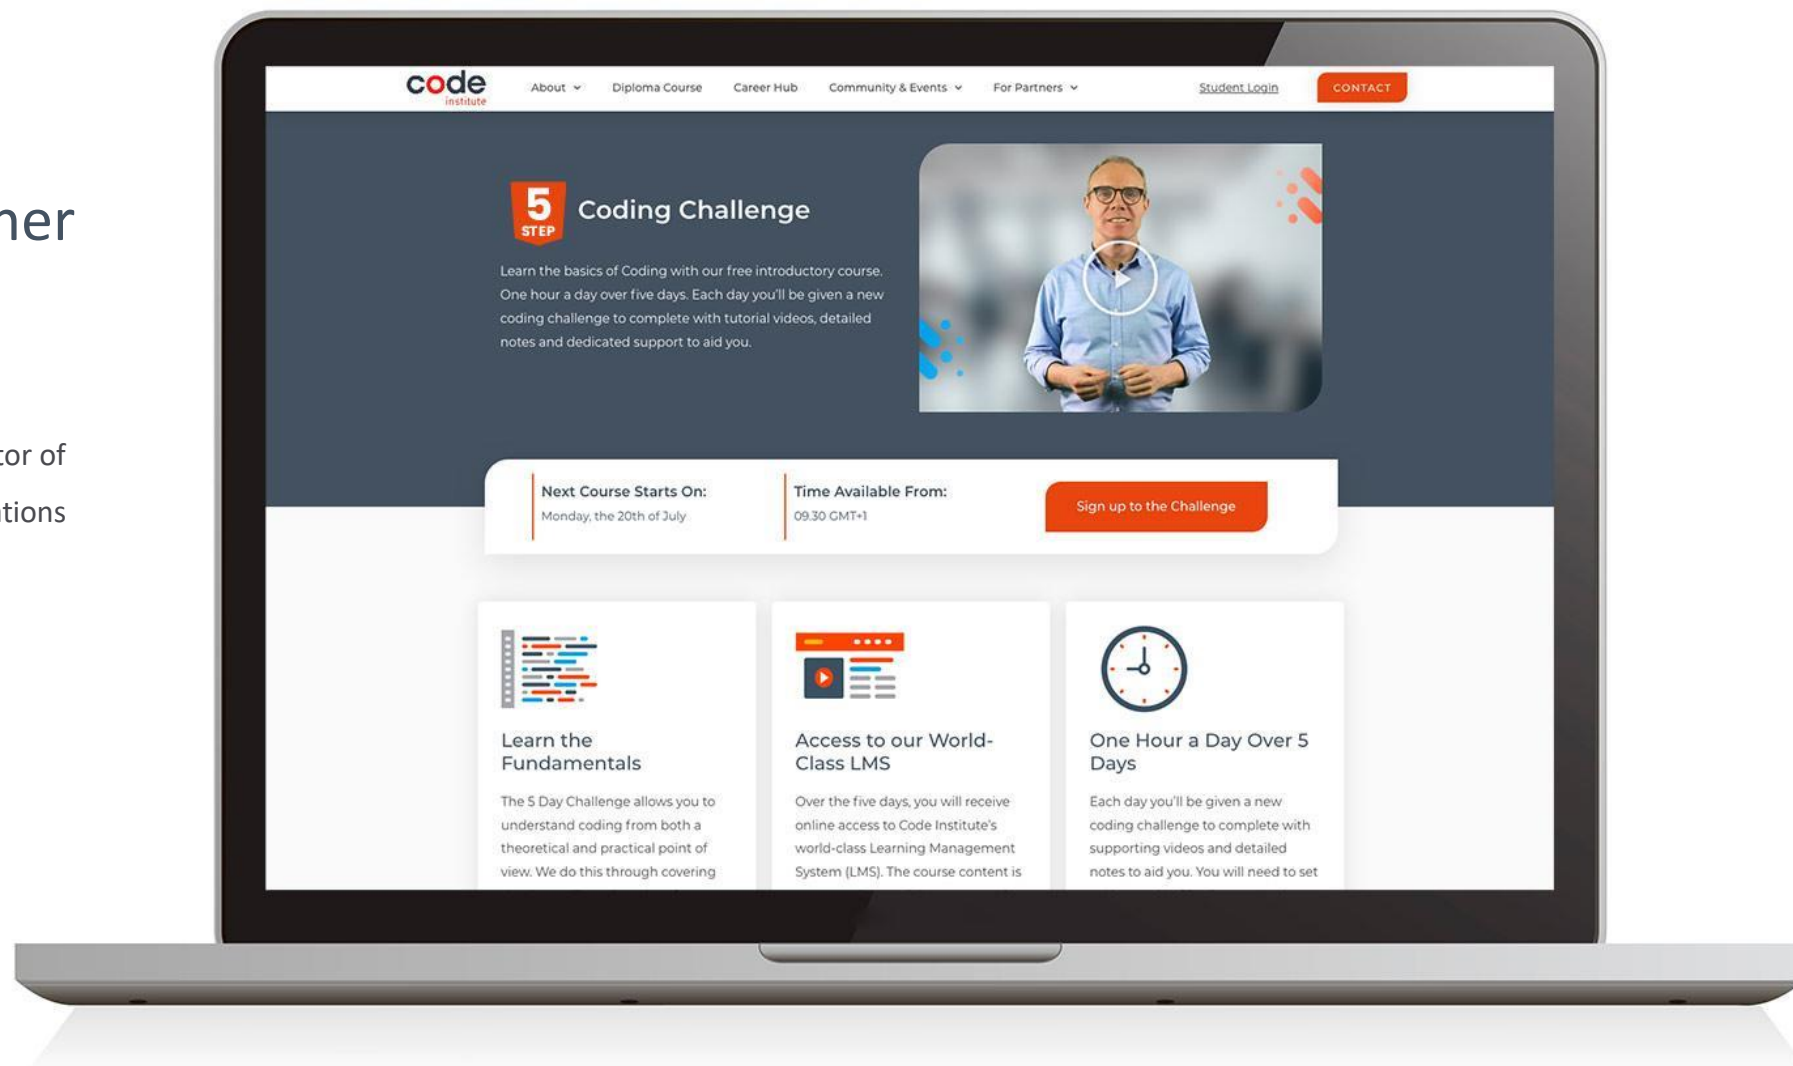 ner
tor of
ations
code
institute
About
Diploma Course
Career Hub
Community & Events
For Partners
Student Login
CONTACT
5
STEP
Coding Challenge
Learn the basics of Coding with our free introductory course.
One hour a day over five days. Each day you'll be given a new
coding challenge to complete with tutorial videos, detailed
notes and dedicated support to aid you.
Next Course Starts On:
Monday, the 20th of July
Time Available From:
09.30 GMT+1
Sign up to the Challenge
Learn the
Fundamentals
The 5 Day Challenge allows you to
understand coding from both a
theoretical and practical point of
view. We do this through covering
Access to our World-
Class LMS
Over the five days, you will receive
online access to Code Institute's
world-class Learning Management
System (LMS). The course content is
One Hour a Day Over 5
Days
Each day you'll be given a new
coding challenge to complete with
supporting videos and detailed
notes to aid you. You will need to set